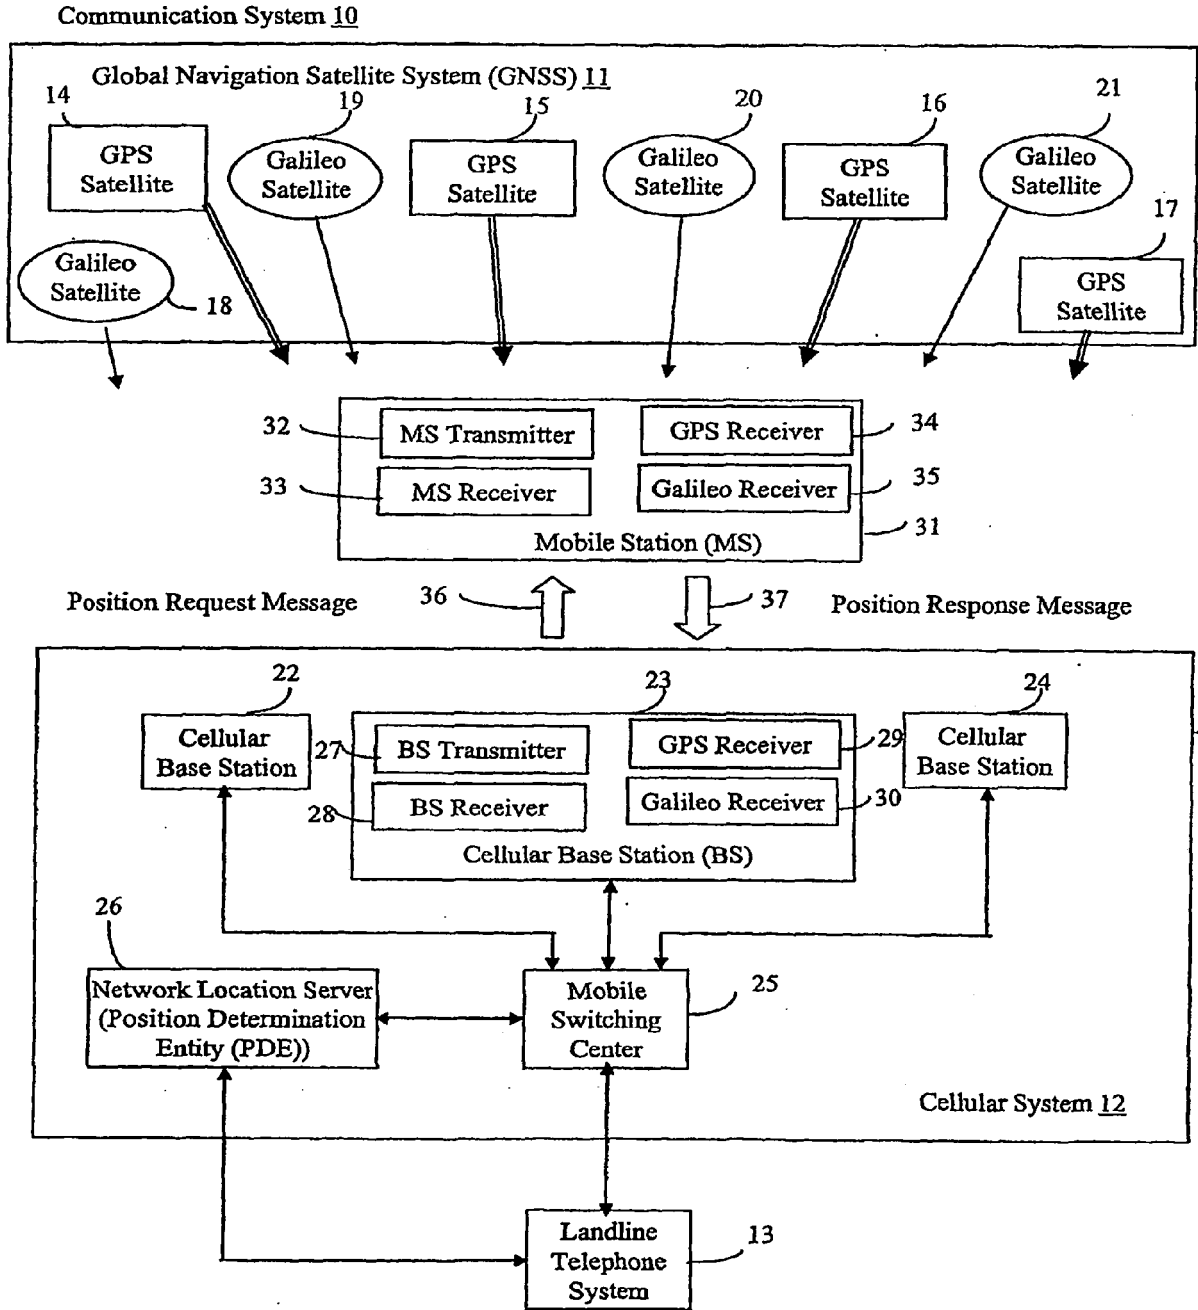 Communication System 10
Global Navigation Satellite System (GNSS) 11
14
19
15
20
16
21
GPS
Satellite
Galileo
Satellite
GPS
Satellite
Galileo
Satellite
GPS
Satellite
Galileo
Satellite
17
Galileo
Satellite
18
GPS
Satellite
32
MS Transmitter
GPS Receiver
34
33
MS Receiver
Galileo Receiver
35
Mobile Station (MS)
31
Position Request Message
36
37
Position Response Message
22
23
24
Cellular
Base Station
27
BS Transmitter
GPS Receiver
29
Cellular
Base Station
28
BS Receiver
Galileo Receiver
30
Cellular Base Station (BS)
26
Network Location Server
(Position Determination
Entity (PDE))
Mobile
Switching
Center
25
Cellular System 12
Landline
Telephone
System
13